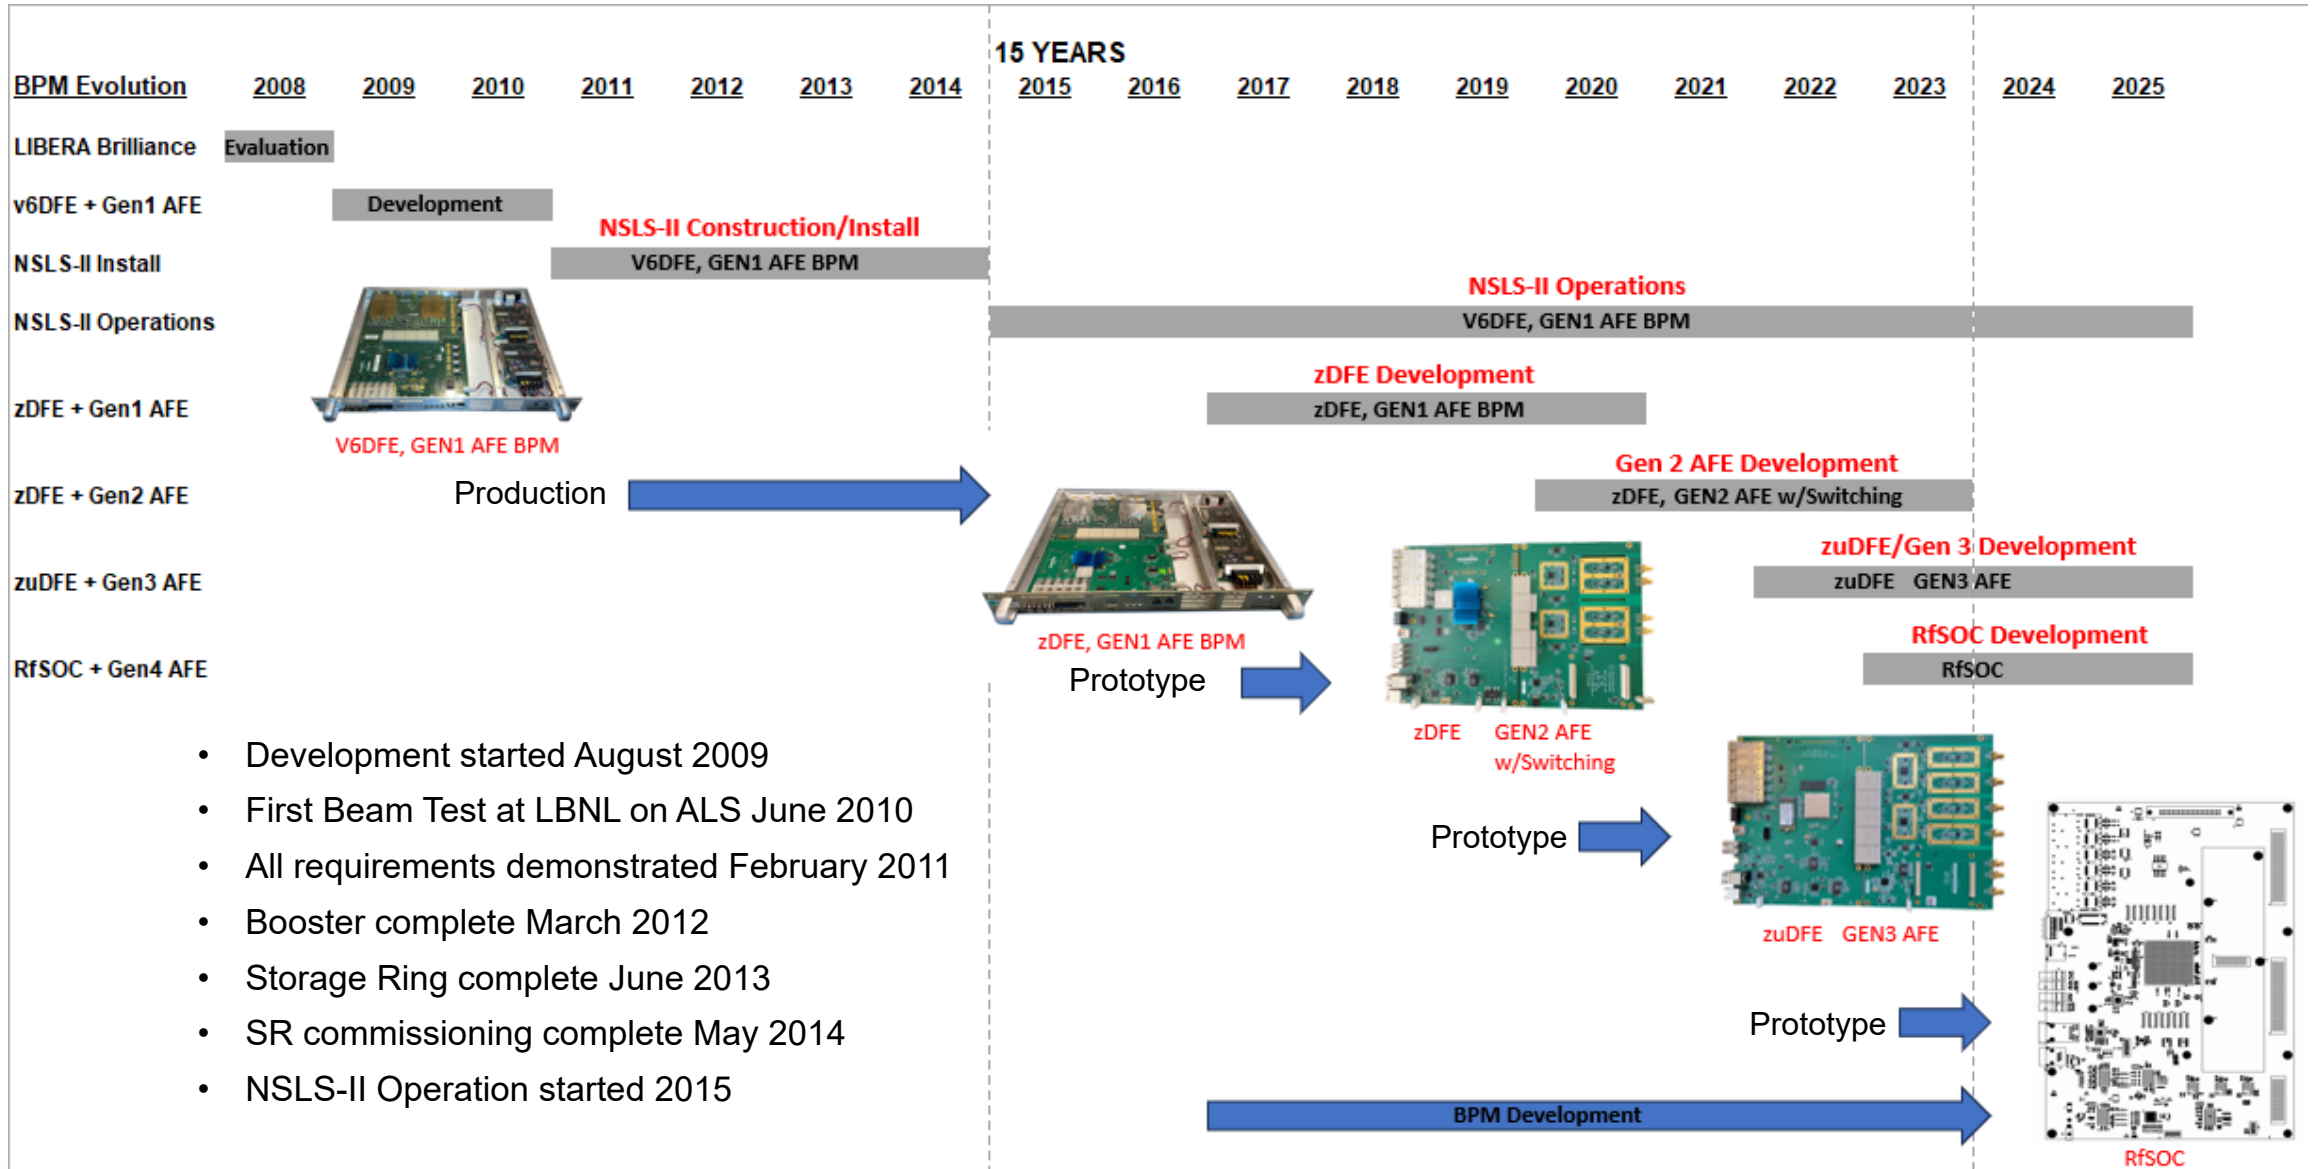 15 YEARS
BPM Evolution 2008 2009 2010 2011 2012 2013 2014 2015 2016 2017 2018 2019 2020 2021 2022 2023 2024 2025
LIBERA Brilliance Evaluation
v6DFE + Gen1 AFE Development
NSLS-II Construction/Install
NSLS-II Install V6DFE, GEN1 AFE BPM
NSLS-II Operations
NSLS-II Operations V6DFE, GEN1 AFE BPM
zDFE Development
zDFE + Gen1 AFE zDFE, GEN1 AFE BPM
V6DFE, GEN1 AFE BPM
Gen 2 AFE Development
zDFE + Gen2 AFE Production zDFE, GEN2 AFE w/Switching
zuDFE/Gen 3 Development
zuDFE + Gen3 AFE zuDFE GEN3 AFE
RfSOC Development
zDFE, GEN1 AFE BPM
RfSOC + Gen4 AFE Prototype RfSOC
zDFE GEN2 AFE
w/Switching
• Development started August 2009
• First Beam Test at LBNL on ALS June 2010
Prototype
• All requirements demonstrated February 2011
• Booster complete March 2012
zuDFE GEN3 AFE
• Storage Ring complete June 2013
• SR commissioning complete May 2014
Prototype
• NSLS-II Operation started 2015
BPM Development
RfSOC